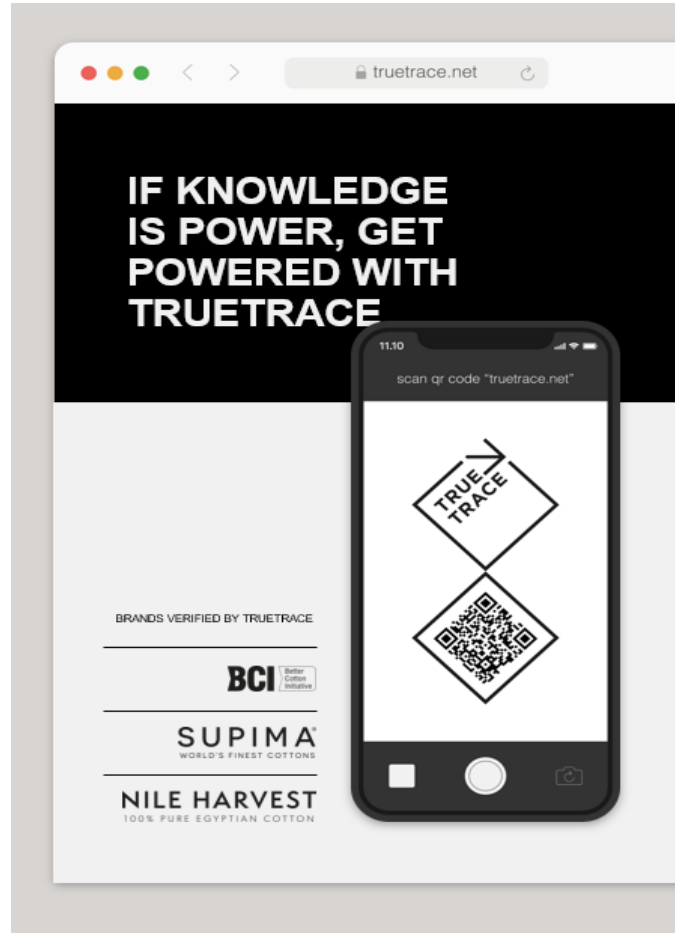 truetrace.net
IF KNOWLEDGE
IS POWER, GET
POWERED WITH
TRUETRACE
11.10
scan qr code “truetrace.net”
TRUE
TRACE
BRANDS VERIFIED BY TRUETRACE
BCI
Better
Cotton
Initiative
SUPIMA®
WORLD'S FINEST COTTONS
NILE HARVEST
100% PURE EGYPTIAN COTTON